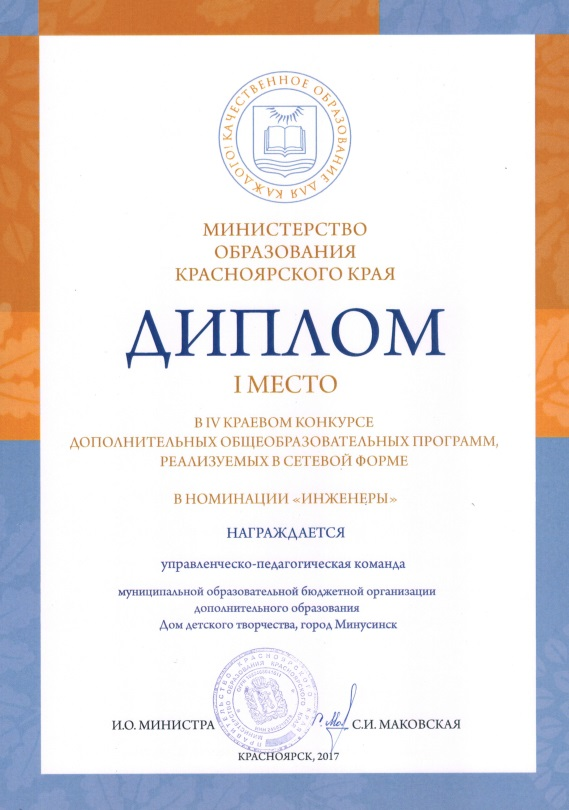 КАЧЕСТВЕННОЕ ОБРАЗОВАНИЕ ДЛЯ КАЖДОГО!
МИНИСТЕРСТВО
ОБРАЗОВАНИЯ
КРАСНОЯРСКОГО КРАЯ
ДИПЛОМ
I МЕСТО
В IV КРАЕВОМ КОНКУРСЕ
ДОПОЛНИТЕЛЬНЫХ ОБЩЕОБРАЗОВАТЕЛЬНЫХ ПРОГРАММ,
РЕАЛИЗУЕМЫХ В СЕТЕВОЙ ФОРМЕ
В НОМИНАЦИИ «ИНЖЕНЕРЫ»
НАГРАЖДАЕТСЯ
управленческо-педагогическая команда
муниципальной образовательной бюджетной организации
дополнительного образования
Дом детского творчества, город Минусинск
И.О. МИНИСТРА С.И. МАКОВСКАЯ
КРАСНОЯРСК, 2017